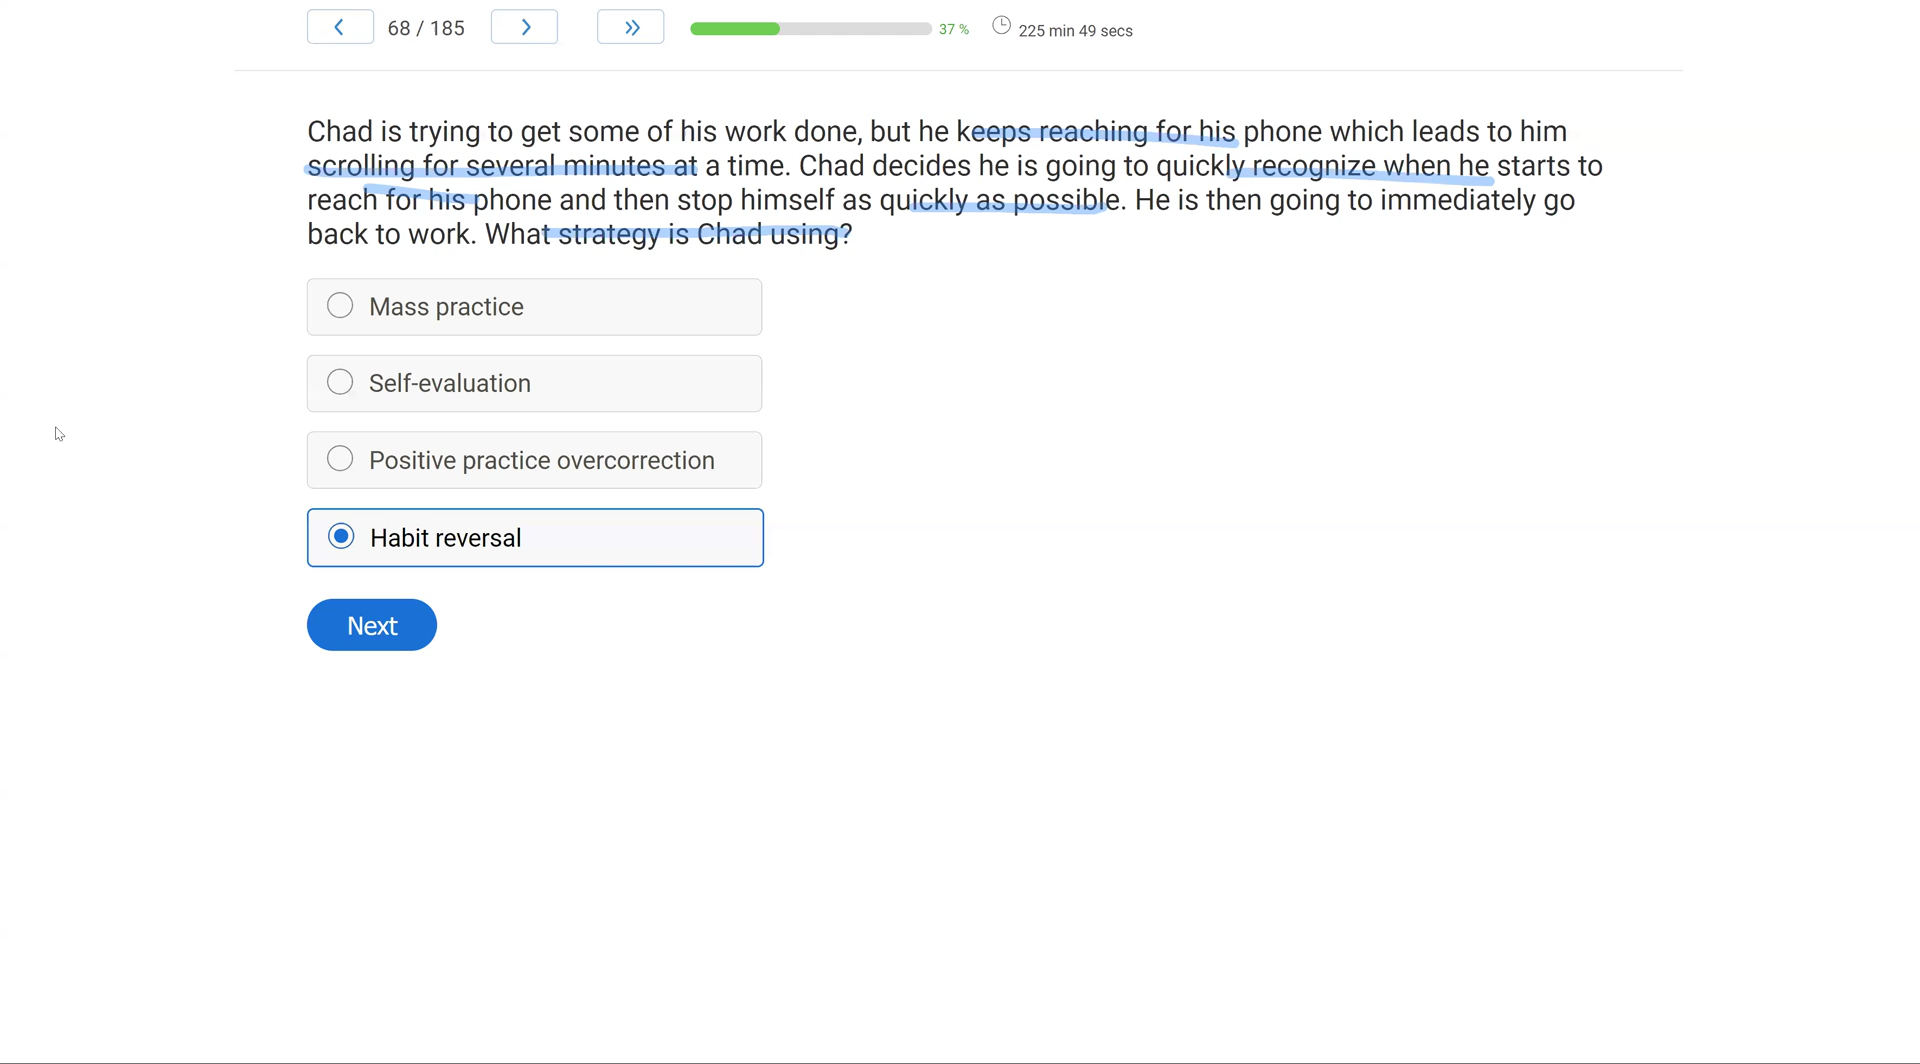 68 / 185
37 %
225 min 49 secs
Chad is trying to get some of his work done, but he keeps reaching for his phone which leads to him
scrolling for several minutes at a time. Chad decides he is going to quickly recognize when he starts to
reach for his phone and then stop himself as quickly as possible. He is then going to immediately go
back to work. What strategy is Chad using?
Mass practice
Self-evaluation
Positive practice overcorrection
Habit reversal
Next